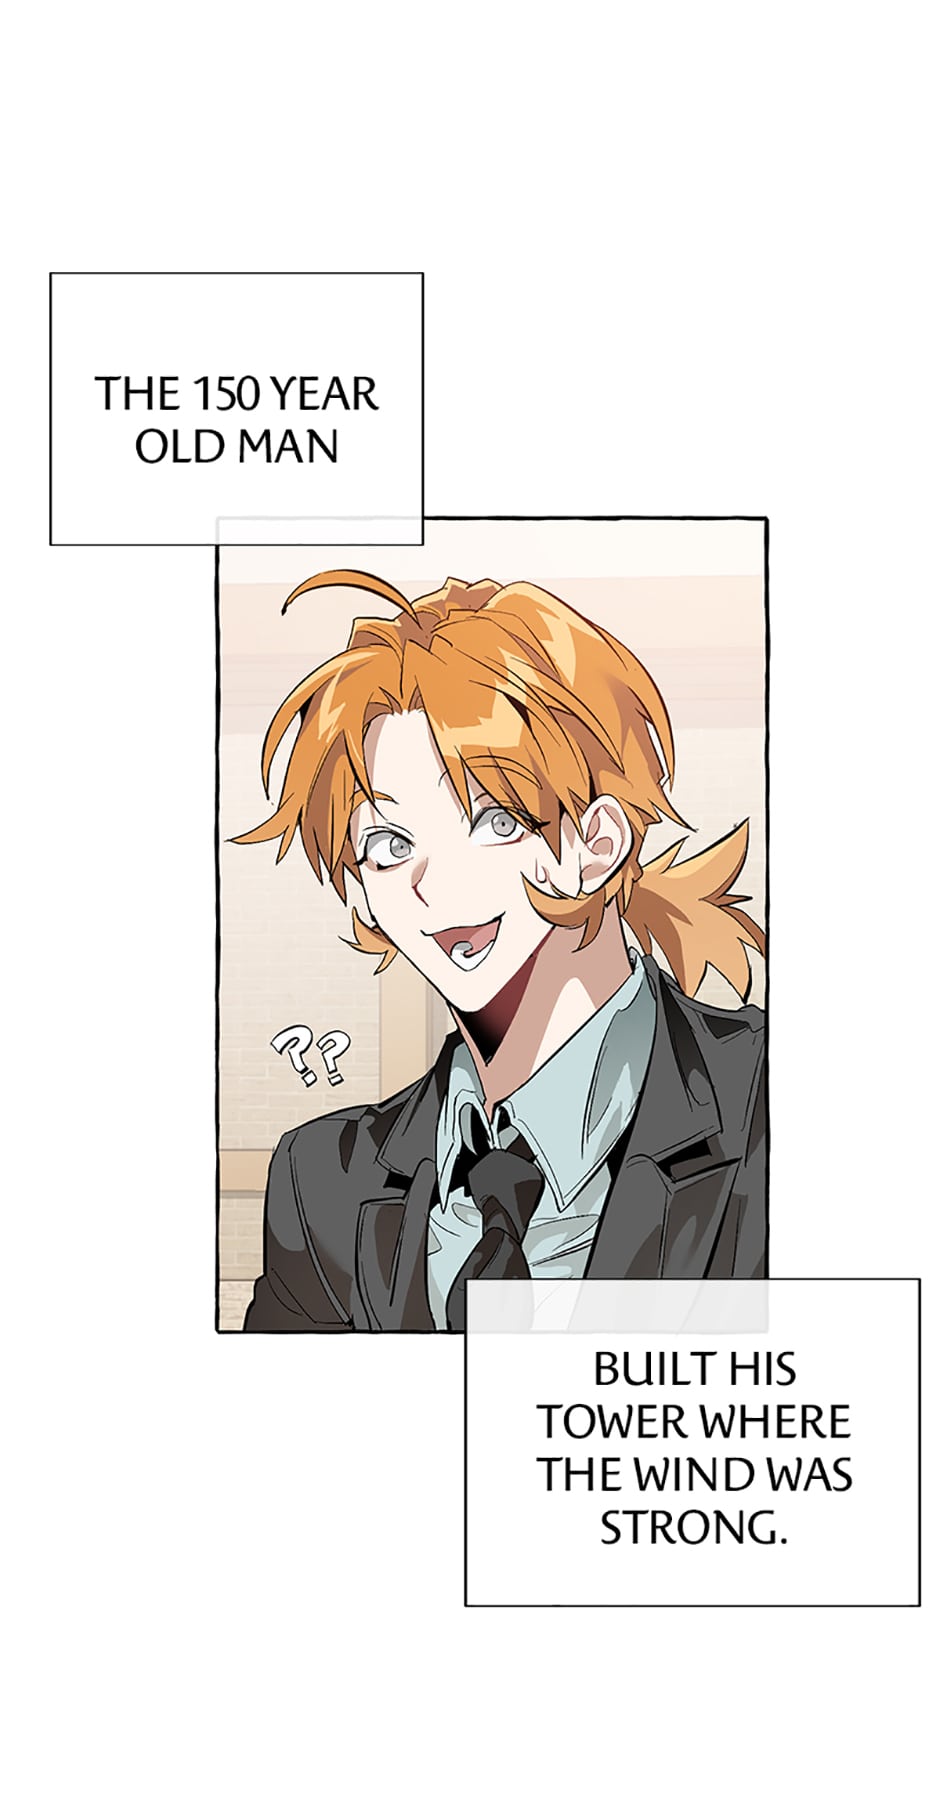 THE 150 YEAR
OLD MAN
??
BUILT HIS
TOWER WHERE
THE WIND WAS
STRONG.